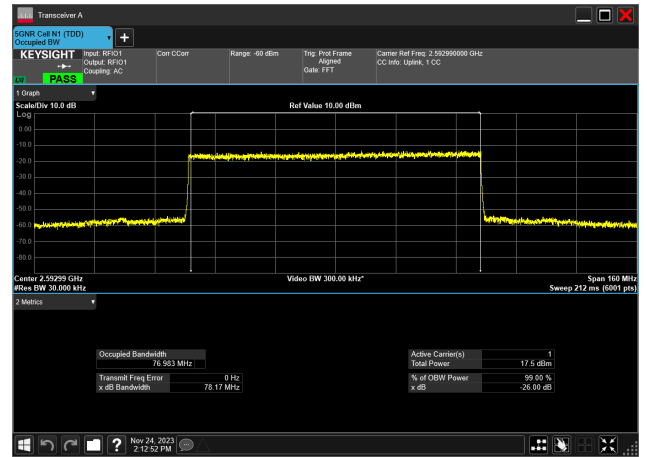 Transceiver A
5GNR Cell N1 (TDD)
Occupied BW
+
KEYSIGHT
LXI
PASS
Input: RFIO1
Output: RFIO1
Coupling: AC
Corr CCorr
Range: -60 dBm
Trig: Prot Frame
Aligned
Gate: FFT
Carrier Ref Freq: 2.592990000 GHz
CC Info: Uplink, 1 CC
1 Graph
Scale/Div 10.0 dB
Ref Value 10.00 dBm
Log
0.00
-10.0
-20.0
-30.0
-40.0
-50.0
-60.0
-70.0
-80.0
Center 2.59299 GHz
Video BW 300.00 kHz*
Span 160 MHz
#Res BW 30.000 kHz
Sweep 212 ms (6001 pts)
2 Metrics
Occupied Bandwidth
76.983 MHz
Active Carrier(s) 1
Total Power 17.5 dBm
Transmit Freq Error 0 Hz
x dB Bandwidth 78.17 MHz
% of OBW Power 99.00 %
x dB -26.00 dB
?
Nov 24, 2023
2:12:52 PM